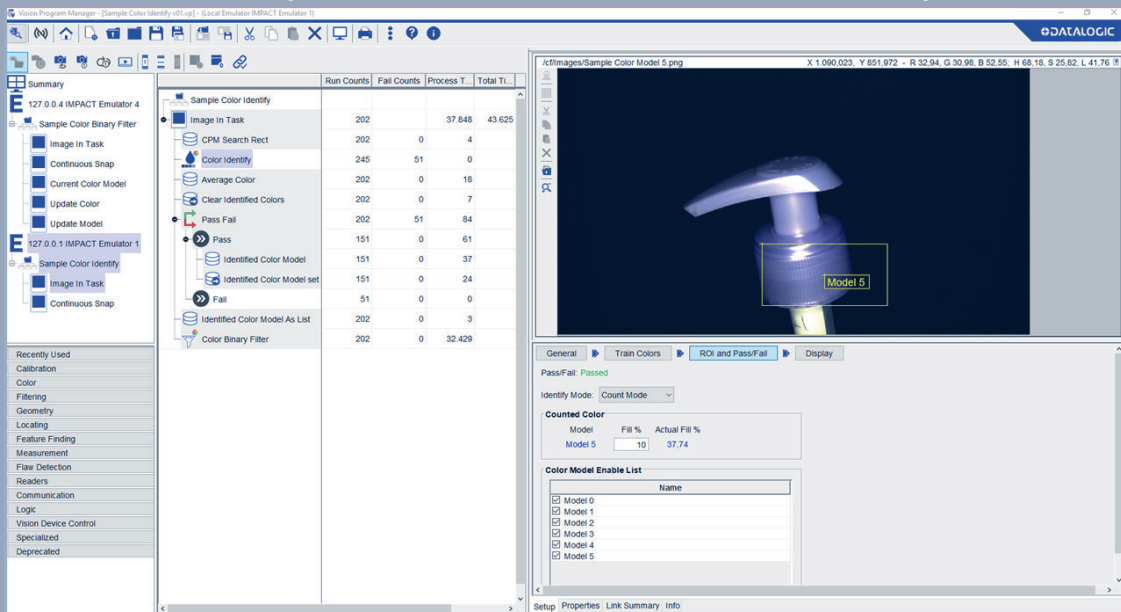 Vision Program Manager - [Sample Color Identify v01.vp] - (Local Emulator IMPACT Emulator 1)
DATALOGIC
Summary
127.0.0.4 IMPACT Emulator 4
Sample Color Binary Filter
Image In Task
Continuous Snap
Current Color Model
Update Color
Update Model
127.0.0.1 IMPACT Emulator 1
Sample Color Identify
Image In Task
Continuous Snap
Recently Used
Calibration
Color
Filtering
Geometry
Locating
Feature Finding
Measurement
Flaw Detection
Readers
Communication
Logic
Vision Device Control
Specialized
Deprecated
Run Counts Fail Counts Process T... Total Ti...
Sample Color Identify
Image In Task 202 37.848 43.625
CPM Search Rect 202 0 4
Color Identify 245 51 0
Average Color 202 0 18
Clear Identified Colors 202 0 7
Pass Fail 202 51 84
Pass 151 0 61
Identified Color Model 151 0 37
Identified Color Model set 151 0 24
Fail 51 0 0
Identified Color Model As List 202 0 3
Color Binary Filter 202 0 32.429
/cf/Images/Sample Color Model 5.png X 1.090,023, Y 851,972 - R 32,94, G 30,98, B 52,55; H 68,18, S 25,82, L 41,76
Model 5
General Train Colors ROI and Pass/Fail Display
Pass/Fail: Passed
Identify Mode: Count Mode
Counted Color
Model Fill % Actual Fill %
Model 5 10 37,74
Color Model Enable List
Name
Model 0
Model 1
Model 2
Model 3
Model 4
Model 5
Setup Properties Link Summary Info